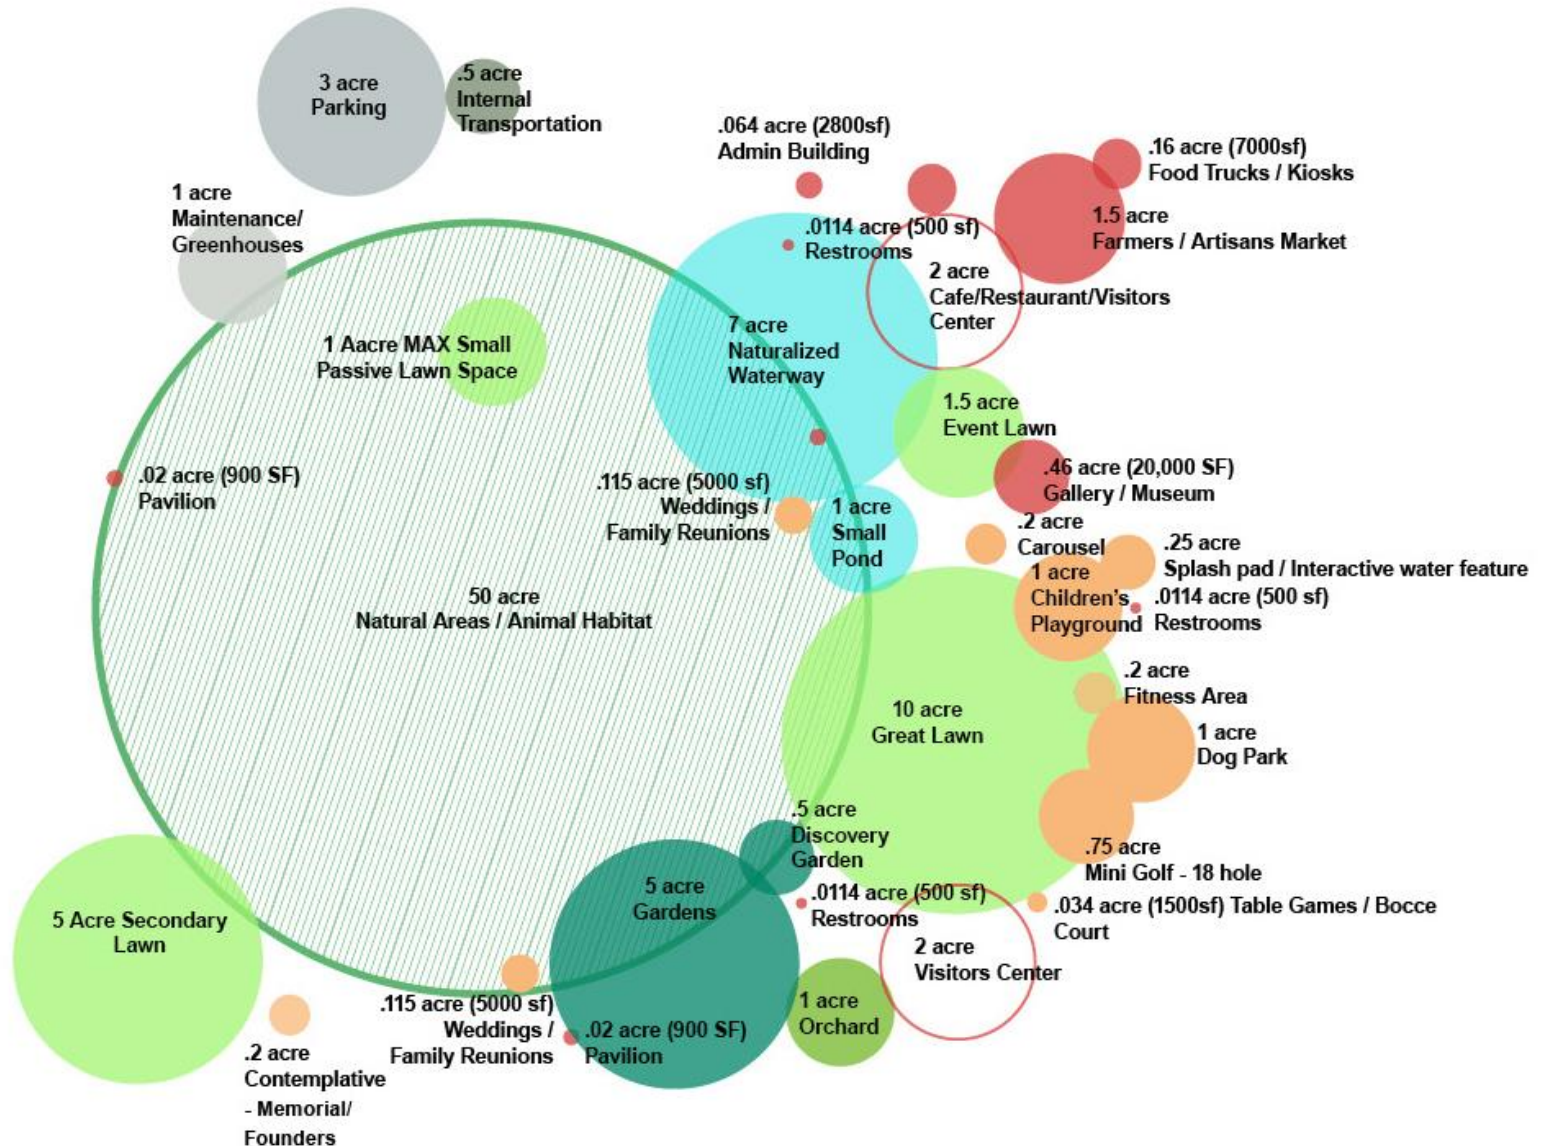 3 acre
Parking
.5 acre
Internal
Transportation
.064 acre (2800sf)
Admin Building
.16 acre (7000sf)
Food Trucks / Kiosks
1 acre
Maintenance/
Greenhouses
.0114 acre (500 sf)
Restrooms
1.5 acre
Farmers / Artisans Market
2 acre
Cafe/Restaurant/Visitors
Center
1 Aacre MAX Small
Passive Lawn Space
7 acre
Naturalized
Waterway
1.5 acre
Event Lawn
.02 acre (900 SF)
Pavilion
.46 acre (20,000 SF)
Gallery / Museum
.115 acre (5000 sf)
Weddings /
Family Reunions
1 acre
Small
Pond
.2 acre
Carousel
.25 acre
Splash pad / Interactive water feature
1 acre
Children's
Playground
.0114 acre (500 sf)
Restrooms
50 acre
Natural Areas / Animal Habitat
.2 acre
Fitness Area
10 acre
Great Lawn
1 acre
Dog Park
.5 acre
Discovery
Garden
.75 acre
Mini Golf - 18 hole
5 acre
Gardens
.0114 acre (500 sf)
Restrooms
.034 acre (1500sf) Table Games / Bocce
Court
5 Acre Secondary
Lawn
2 acre
Visitors Center
.115 acre (5000 sf)
Weddings /
Family Reunions
.02 acre (900 SF)
Pavilion
1 acre
Orchard
.2 acre
Contemplative
- Memorial/
Founders